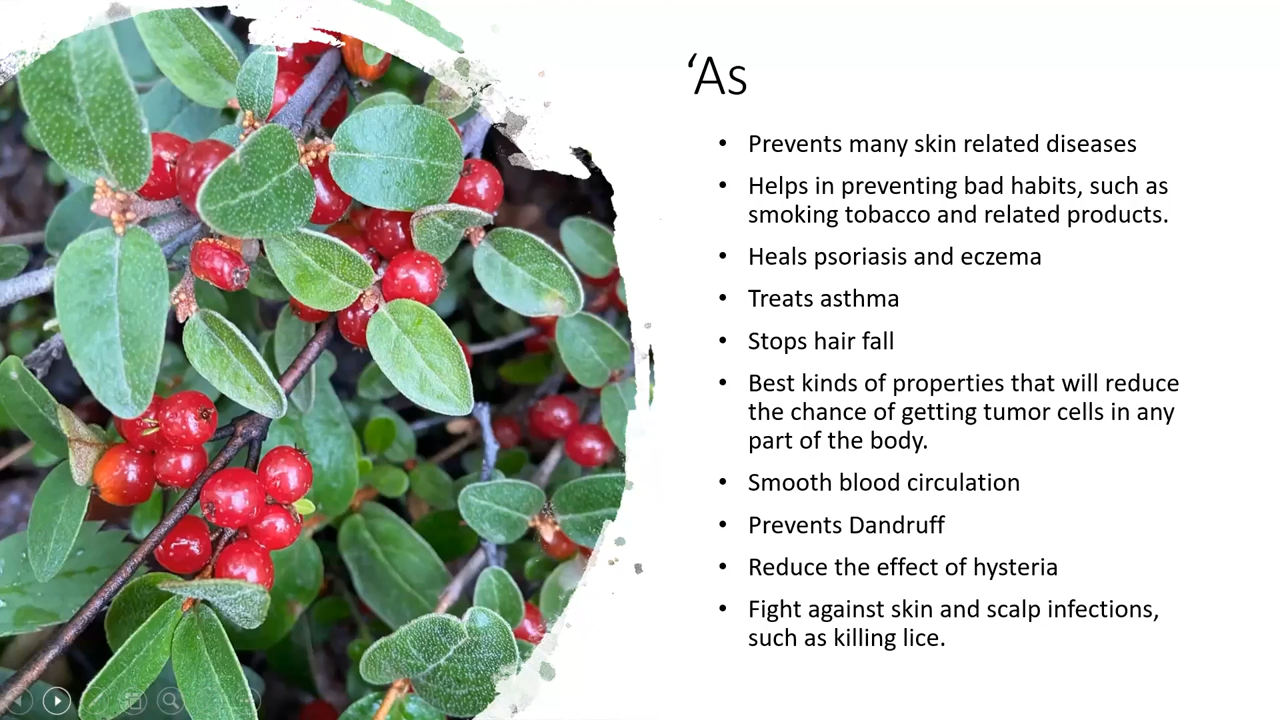 ‘As
• Prevents many skin related diseases
• Helps in preventing bad habits, such as
smoking tobacco and related products.
• Heals psoriasis and eczema
• Treats asthma
• Stops hair fall
• Best kinds of properties that will reduce
the chance of getting tumor cells in any
part of the body.
• Smooth blood circulation
• Prevents Dandruff
• Reduce the effect of hysteria
• Fight against skin and scalp infections,
such as killing lice.